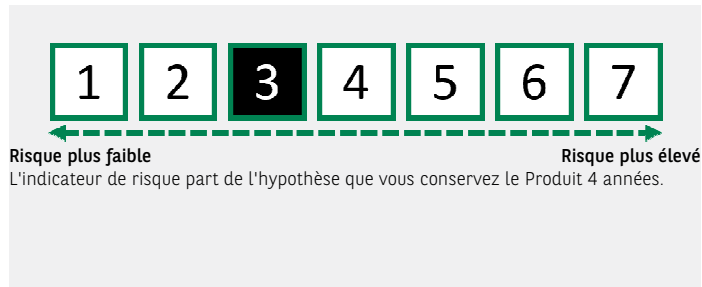 1 2 3 4 5 6 7
Risque plus faible Risque plus élevé
L'indicateur de risque part de l'hypothèse que vous conservez le Produit 4 années.